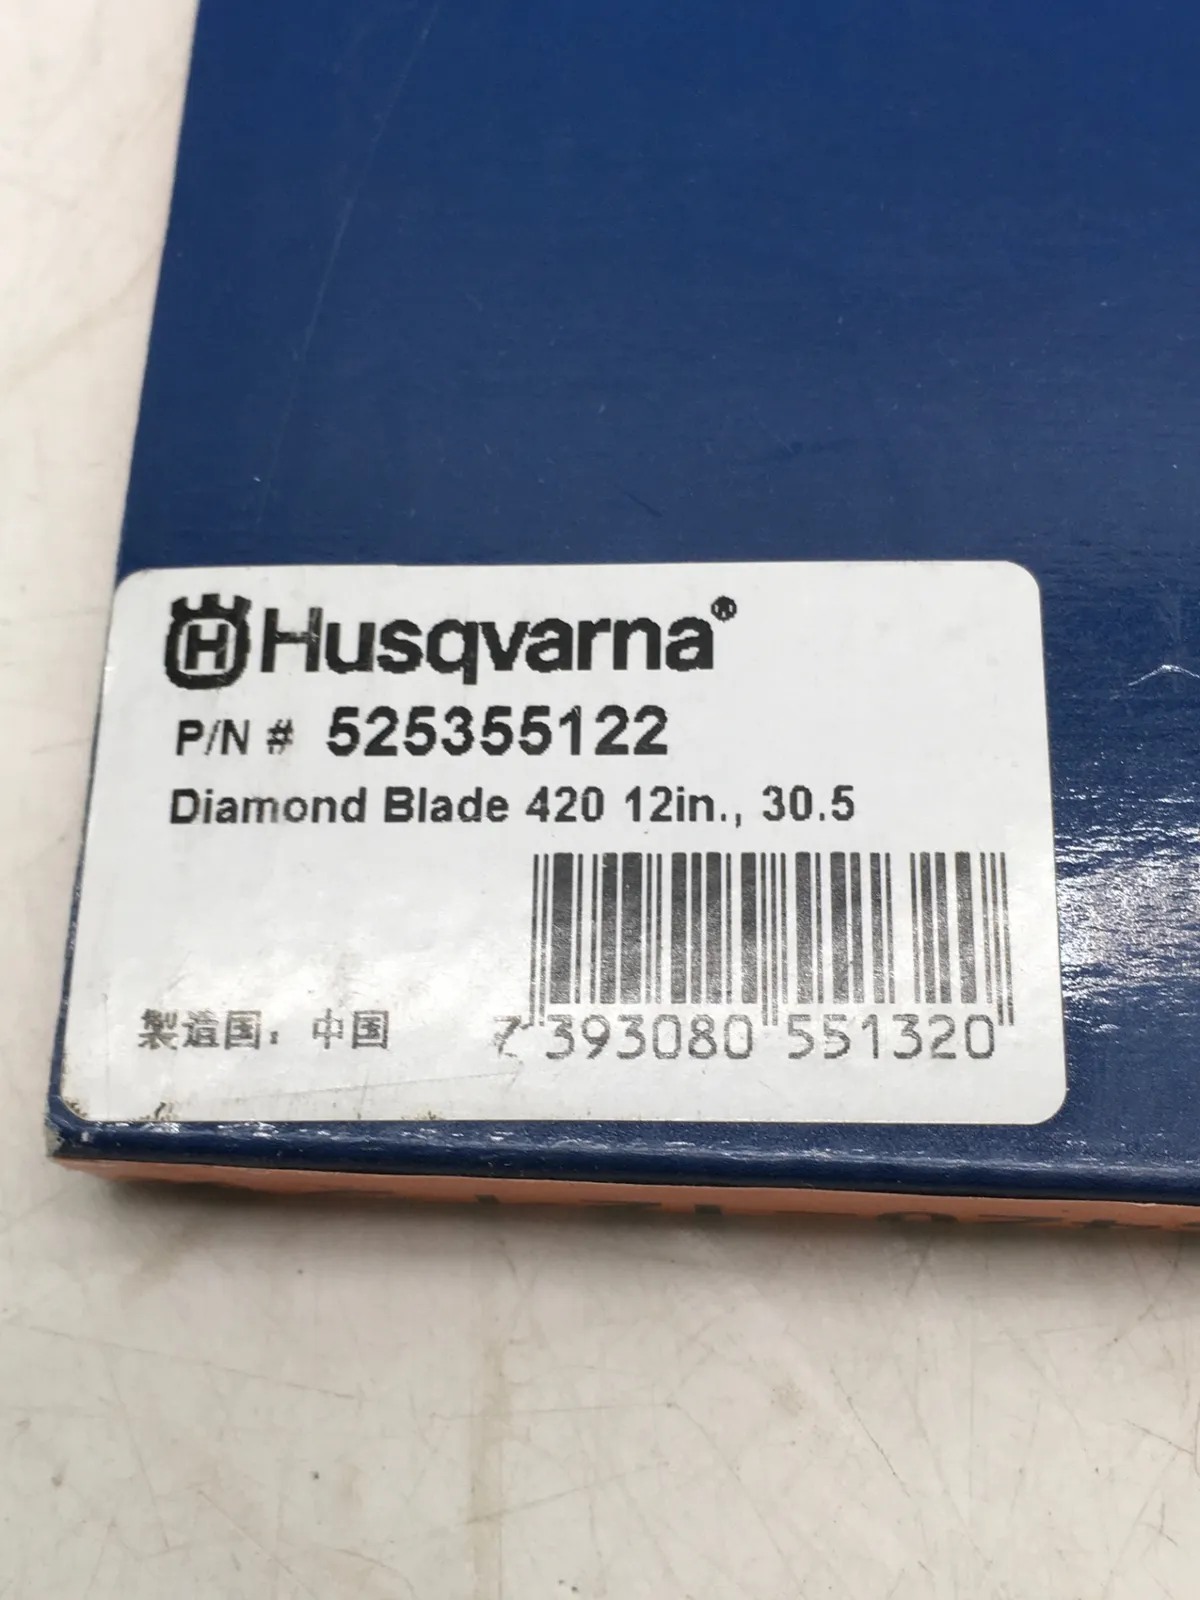 Husqvarna®
P/N # 525355122
Diamond Blade 420 12in., 30.5
製造国: 中国
7 393080 551320